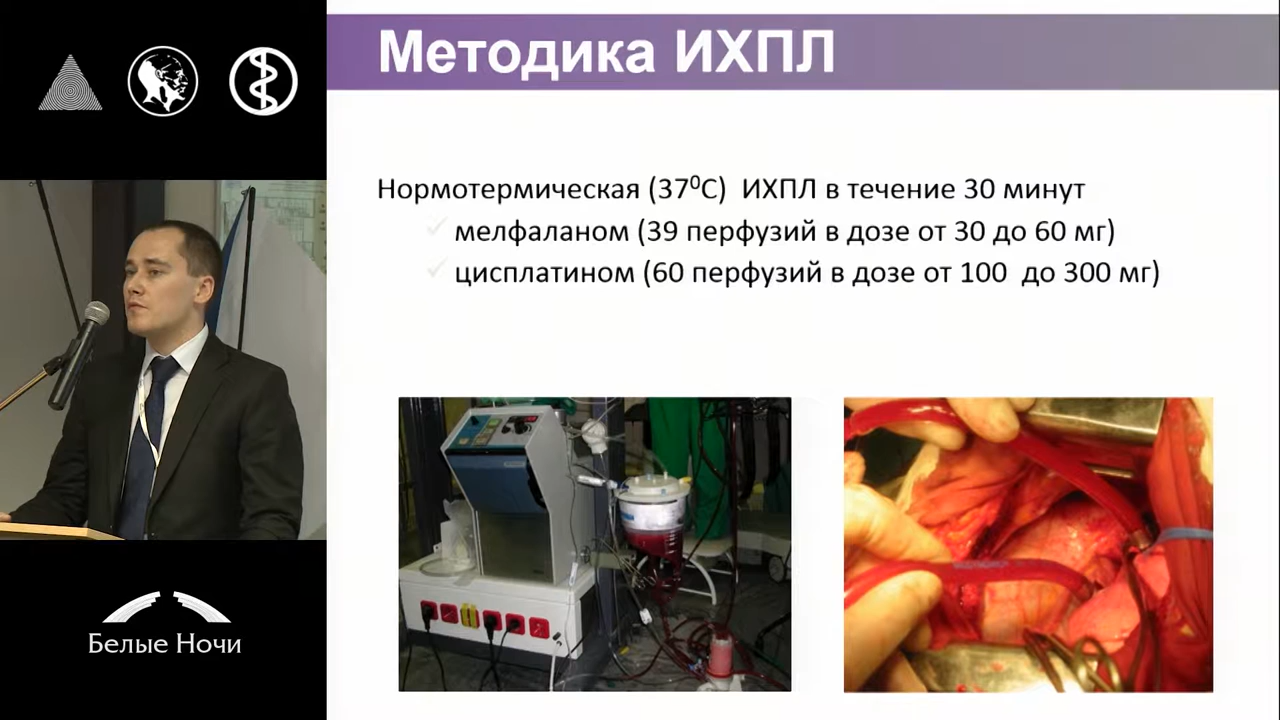 Методика ИХПЛ
Нормотермическая (37⁰С) ИХПЛ в течение 30 минут
мелфаланом (39 перфузий в дозе от 30 до 60 мг)
цисплатином (60 перфузий в дозе от 100 до 300 мг)
Белые Ночи